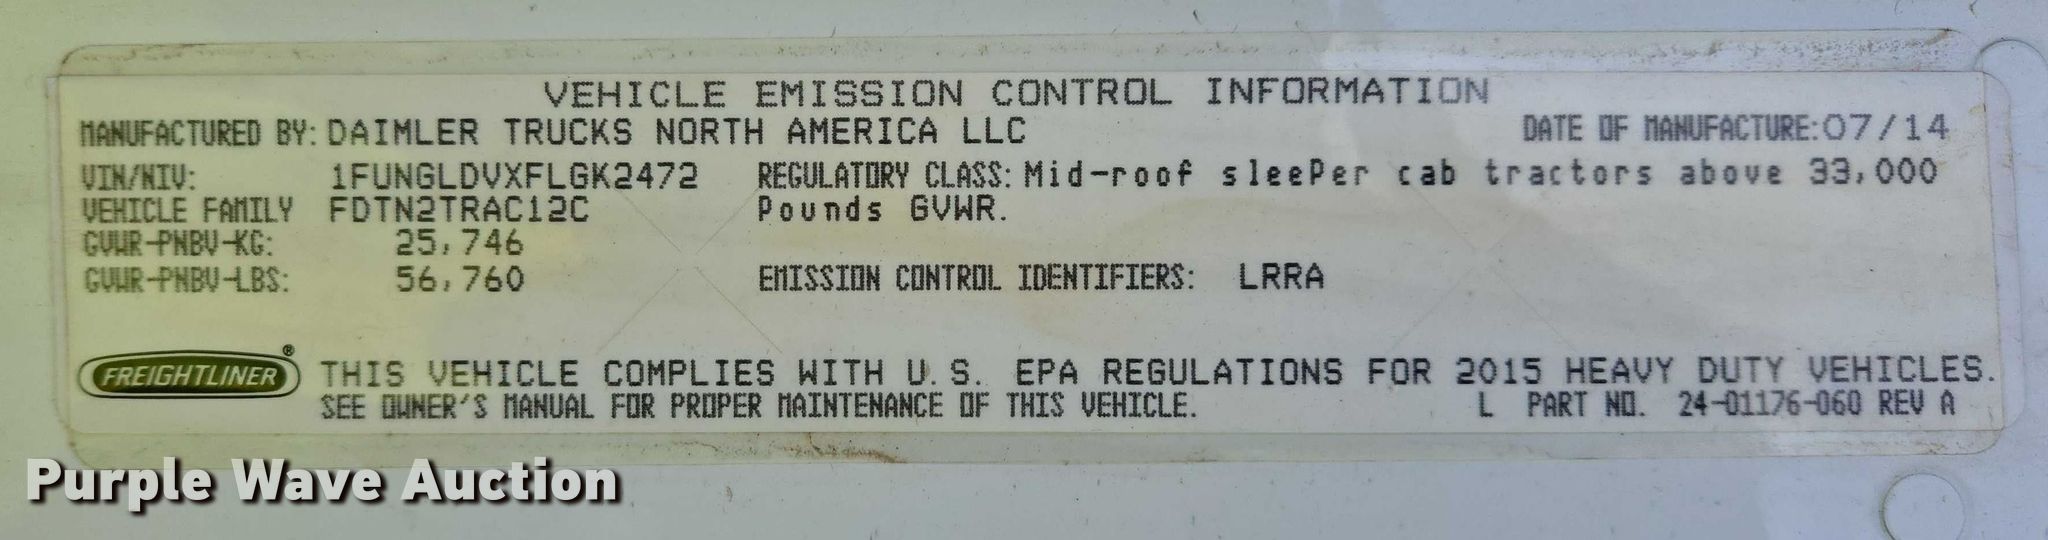 VEHICLE EMISSION CONTROL INFORMATION
MANUFACTURED BY: DAIMLER TRUCKS NORTH AMERICA LLC DATE OF MANUFACTURE: 07/14
VIN/NIV: 1FUNGLDVXFLGK2472 REGULATORY CLASS: Mid-roof sleePer cab tractors above 33,000
VEHICLE FAMILY FDTN2TRAC12C Pounds GVWR.
GVWR-PNBV-KG: 25,746
GVWR-PNBV-LBS: 56,760 EMISSION CONTROL IDENTIFIERS: LRRA
FREIGHTLINER® THIS VEHICLE COMPLIES WITH U.S. EPA REGULATIONS FOR 2015 HEAVY DUTY VEHICLES.
SEE OWNER'S MANUAL FOR PROPER MAINTENANCE OF THIS VEHICLE. L PART NO. 24-01176-060 REV A
Purple Wave Auction